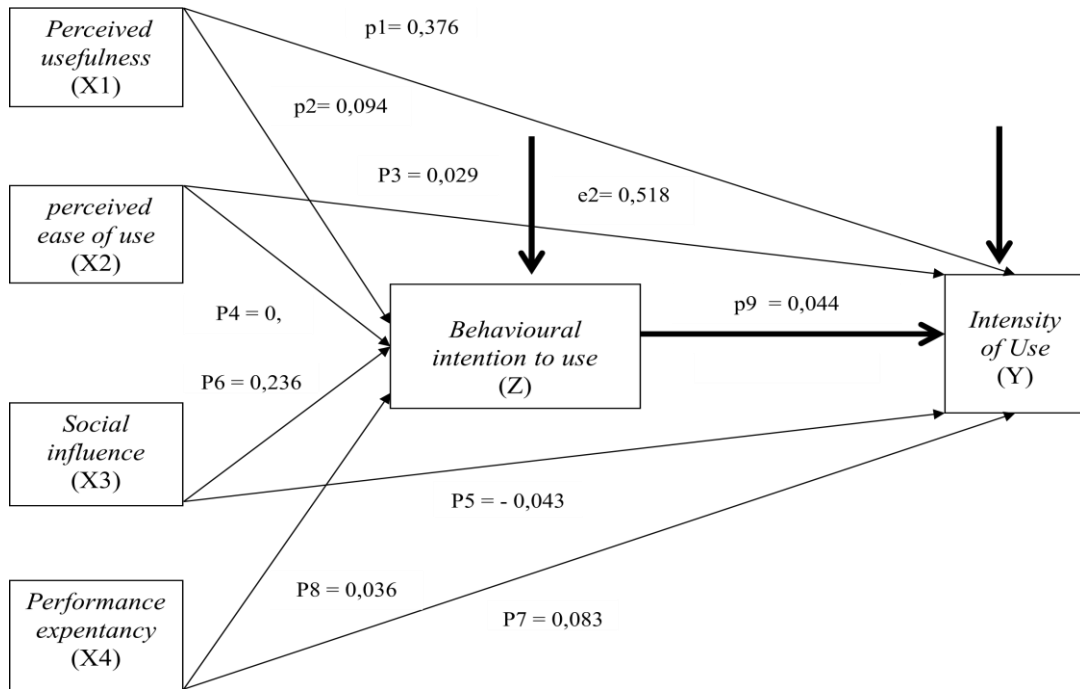 Perceived
usefulness
(X1)
p1= 0,376
p2= 0,094
P3 = 0,029
e2= 0,518
perceived
ease of use
(X2)
P4 = 0,
P6 = 0,236
Behavioural
intention to use
(Z)
p9 = 0,044
Intensity
of Use
(Y)
Social
influence
(X3)
P5 = - 0,043
P8 = 0,036
P7 = 0,083
Performance
expentancy
(X4)